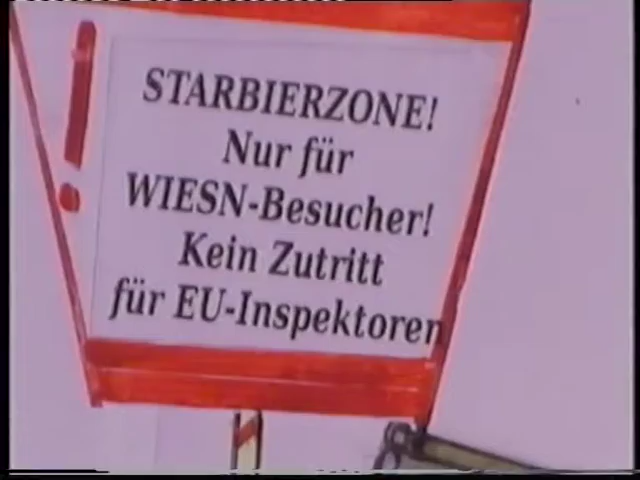 STARBIERZONE!
Nur für
WIESN-Besucher!
Kein Zutritt
für EU-Inspektoren